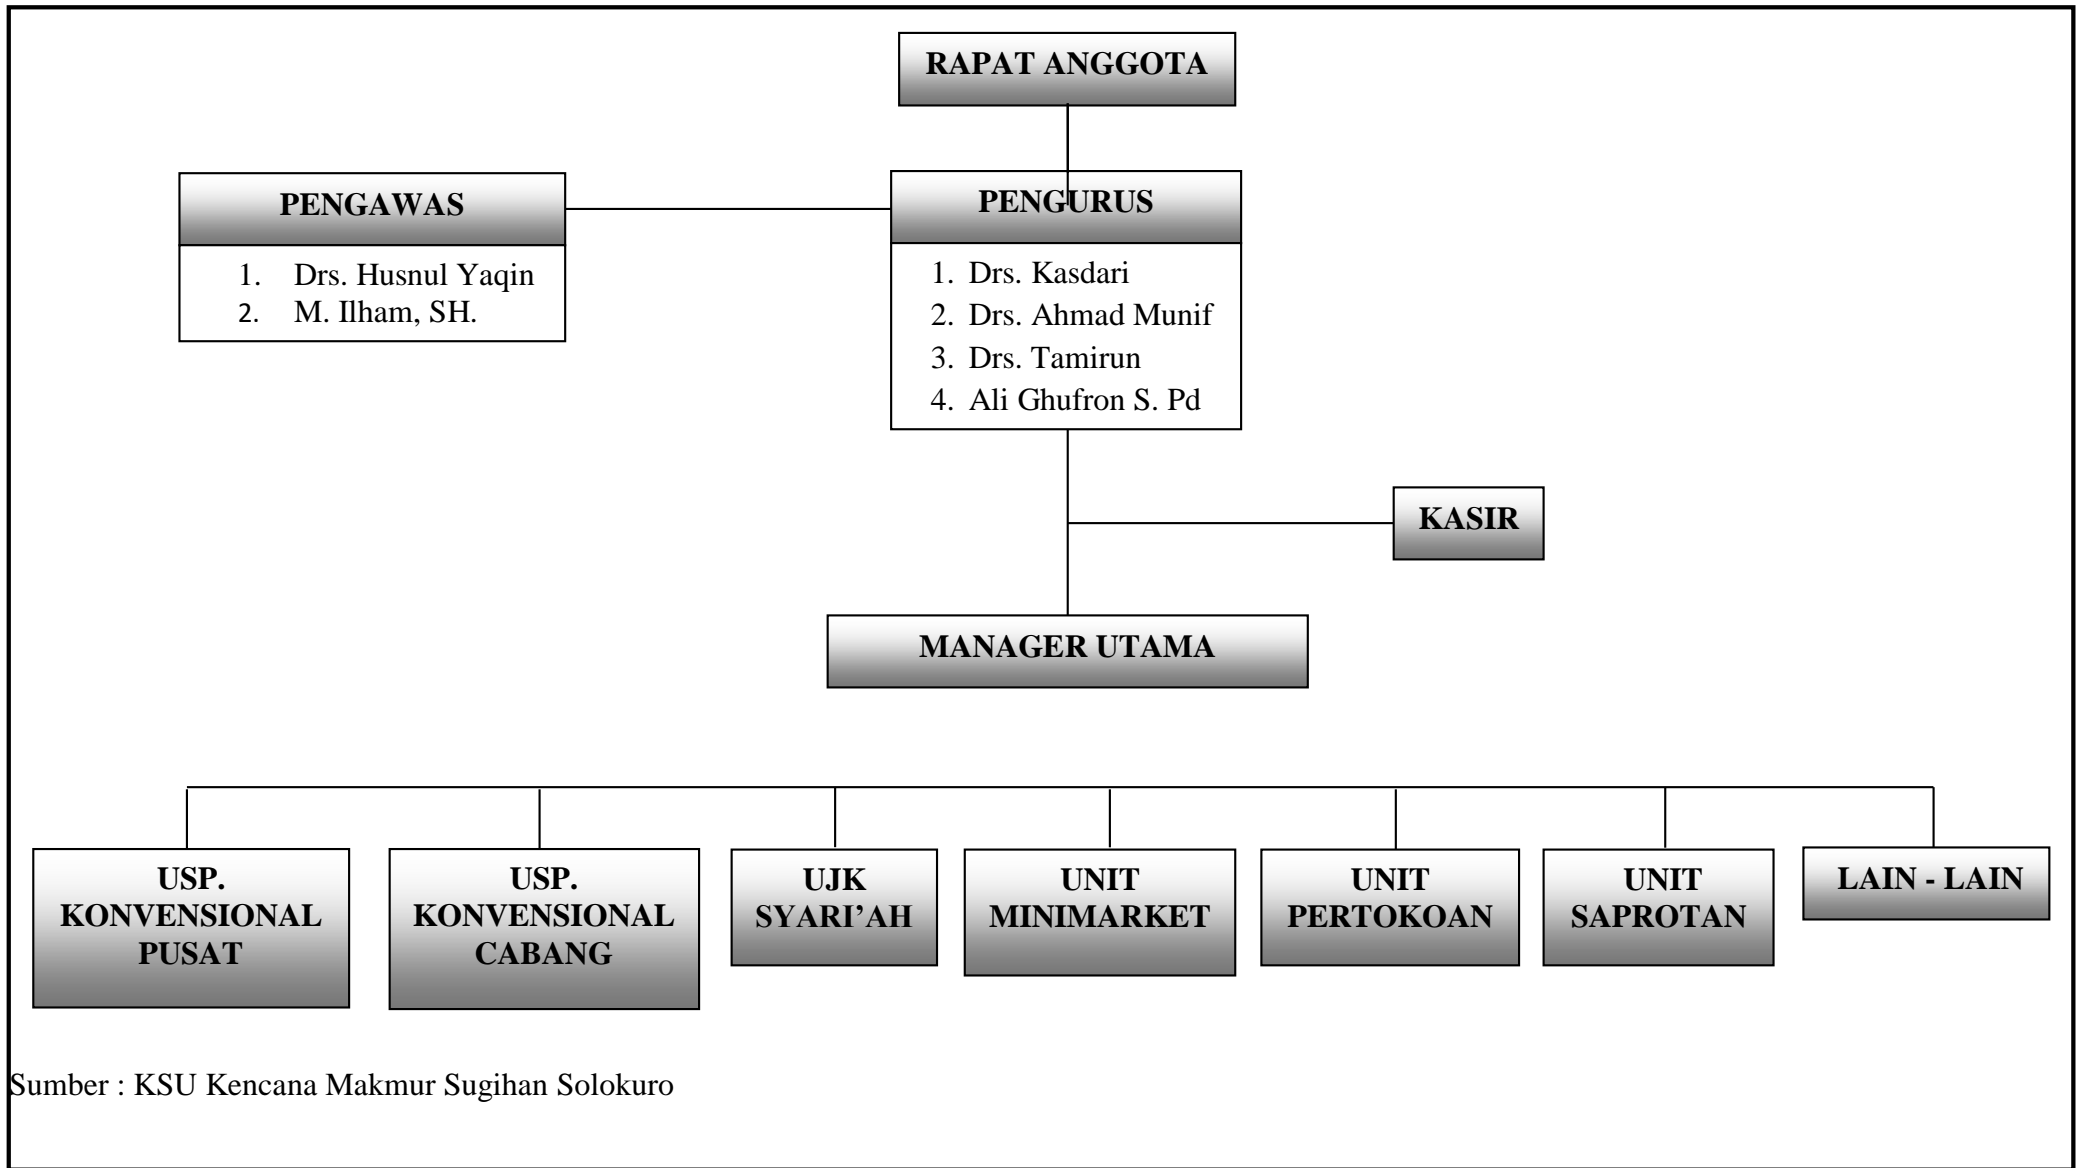 RAPAT ANGGOTA
PENGAWAS
1. Drs. Husnul Yaqin
2. M. Ilham, SH.
PENGURUS
1. Drs. Kasdari
2. Drs. Ahmad Munif
3. Drs. Tamirun
4. Ali Ghufron S. Pd
KASIR
MANAGER UTAMA
USP.
KONVENSIONAL
PUSAT
USP.
KONVENSIONAL
CABANG
UJK
SYARI’AH
UNIT
MINIMARKET
UNIT
PERTOKOAN
UNIT
SAPROTAN
LAIN - LAIN
Sumber : KSU Kencana Makmur Sugihan Solokuro